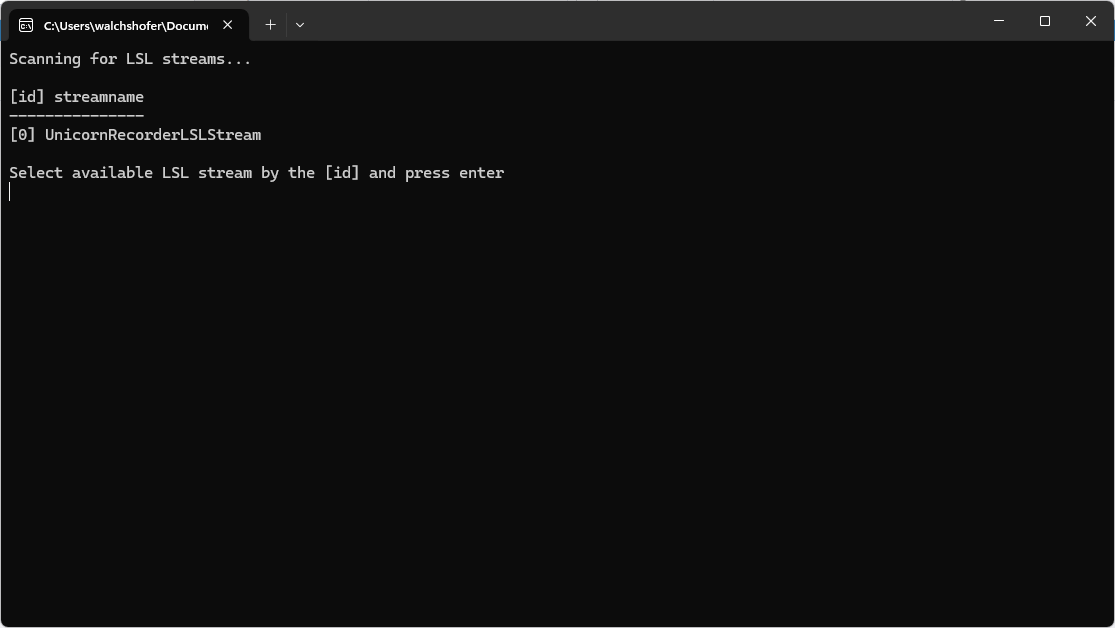 C:\Users\walchshofer\Docum
Scanning for LSL streams...
[id] streamname
---------------
[0] UnicornRecorderLSLStream
Select available LSL stream by the [id] and press enter